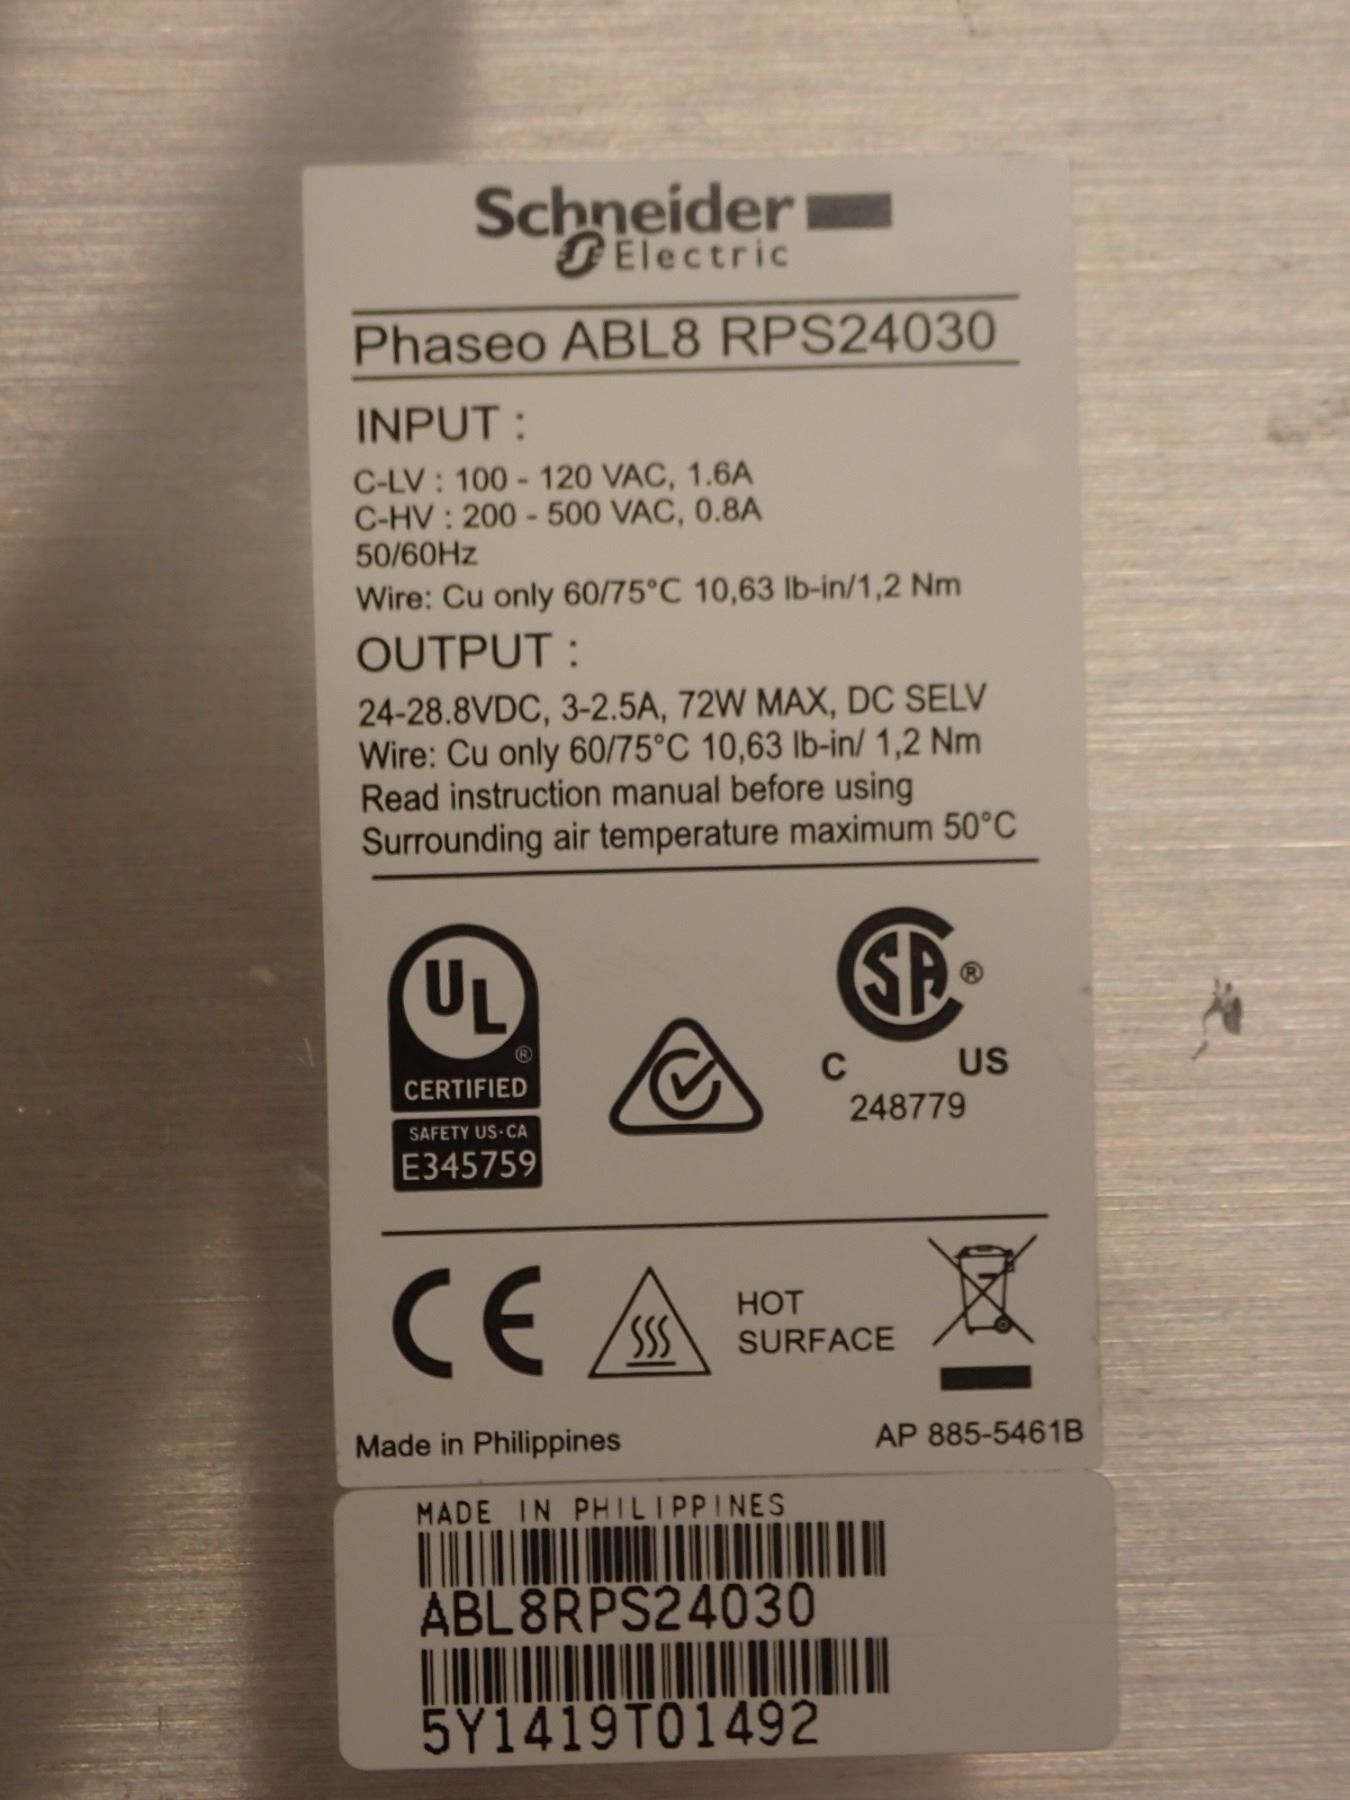 Schneider
Electric
Phaseo ABL8 RPS24030
INPUT :
C-LV : 100 - 120 VAC, 1.6A
C-HV : 200 - 500 VAC, 0.8A
50/60Hz
Wire: Cu only 60/75°C 10,63 lb-in/1,2 Nm
OUTPUT :
24-28.8VDC, 3-2.5A, 72W MAX, DC SELV
Wire: Cu only 60/75°C 10,63 lb-in/ 1,2 Nm
Read instruction manual before using
Surrounding air temperature maximum 50°C
UL ®
CERTIFIED
SAFETY US·CA
E345759
CSA ®
C US
248779
CE
HOT
SURFACE
Made in Philippines AP 885-5461B
MADE IN PHILIPPINES
ABL8RPS24030
5Y1419T01492